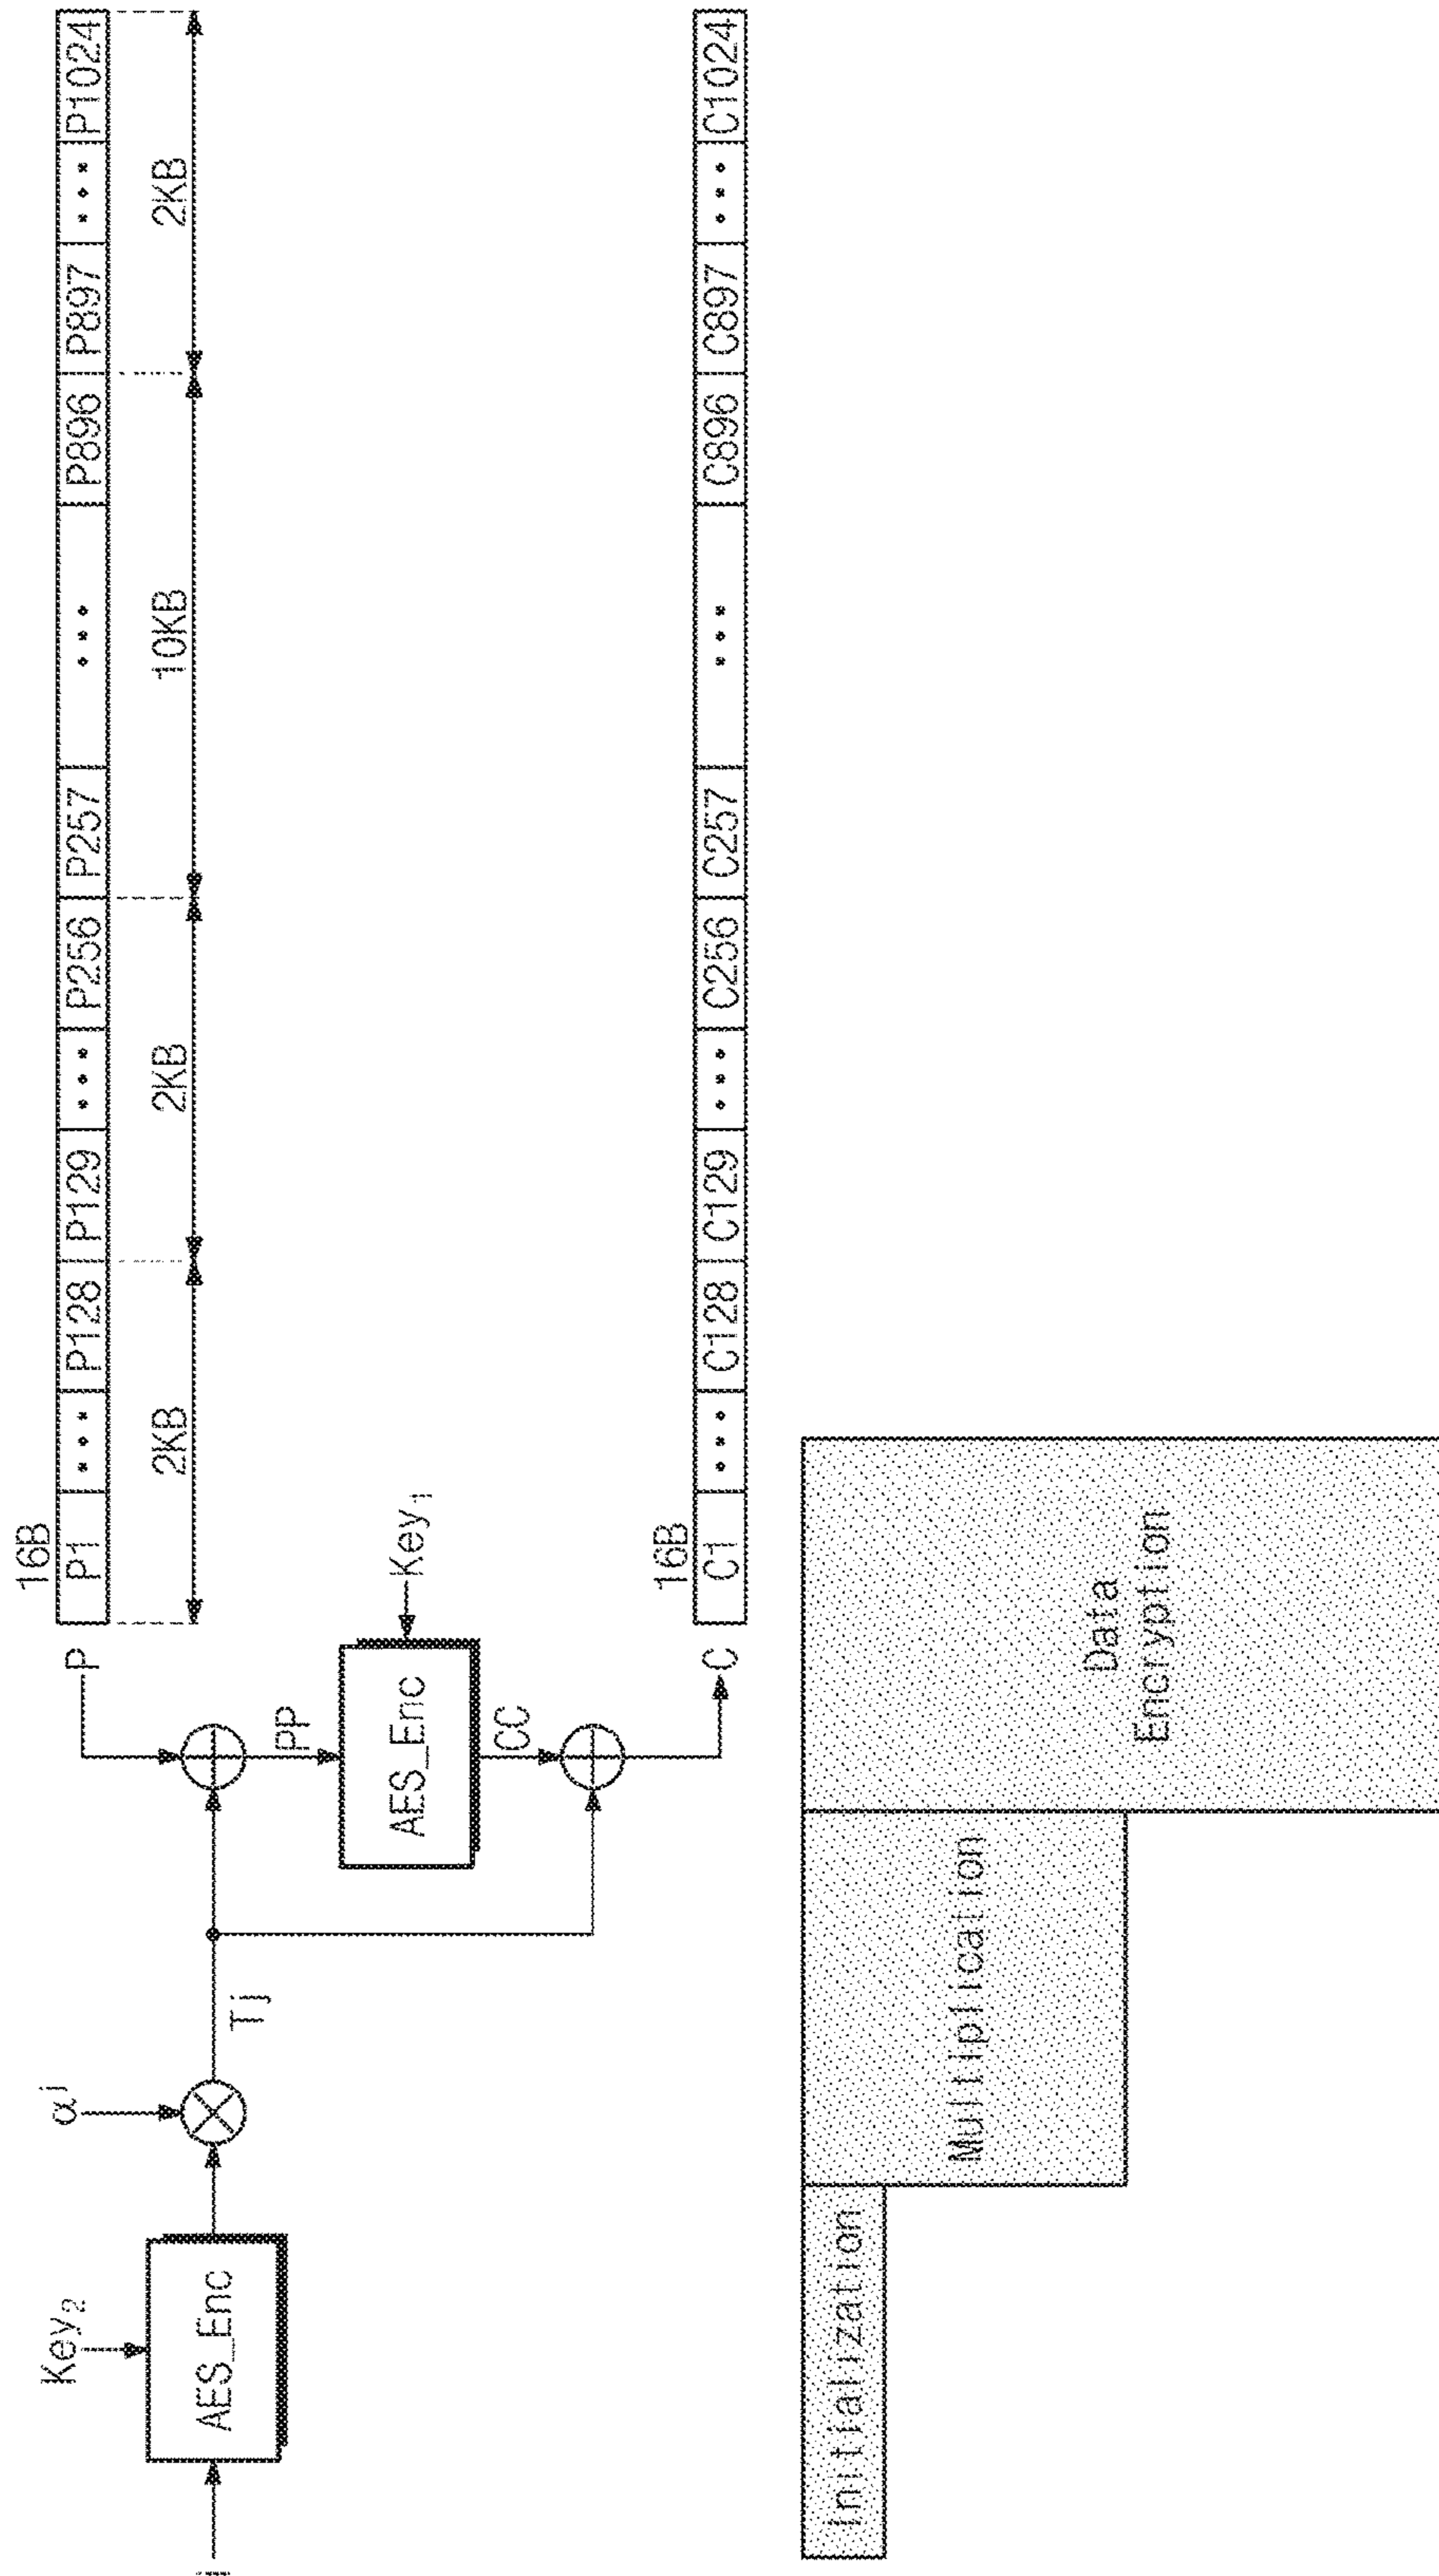 16B
P P1 ••• P128 P129 ••• P256 P257 ••• P896 P897 ••• P1024
2KB 2KB 10KB 2KB
Key₂
αʲ
i
AES_Enc
Tj
PP
AES_Enc
Key₁
CC
16B
C C1 ••• C128 C129 ••• C256 C257 ••• C896 C897 ••• C1024
Initialization
Multiplication
Data
Encryption